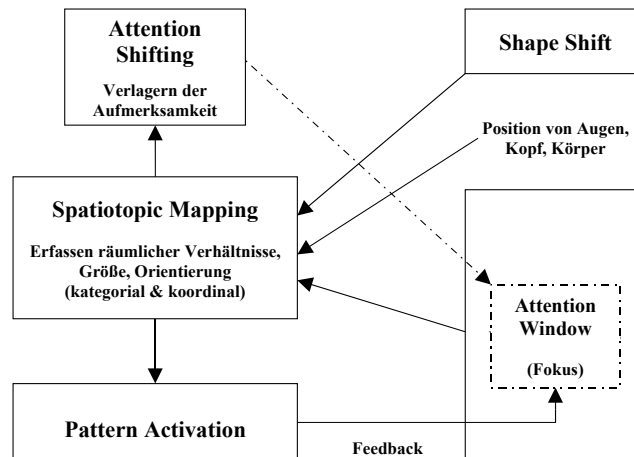 Attention
Shifting
Verlagern der
Aufmerksamkeit
Shape Shift
Position von Augen,
Kopf, Körper
Spatiotopic Mapping
Erfassen räumlicher Verhältnisse,
Größe, Orientierung
(kategorial & koordinal)
Attention
Window
(Fokus)
Pattern Activation
Feedback